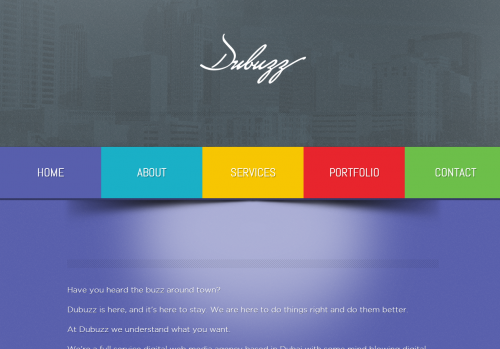 Dubuzz
HOME
ABOUT
SERVICES
PORTFOLIO
CONTACT
Have you heard the buzz around town?
Dubuzz is here, and it's here to stay. We are here to do things right and do them better.
At Dubuzz we understand what you want.
We're a full service digital web media agency based in Dubai with some mind blowing digital